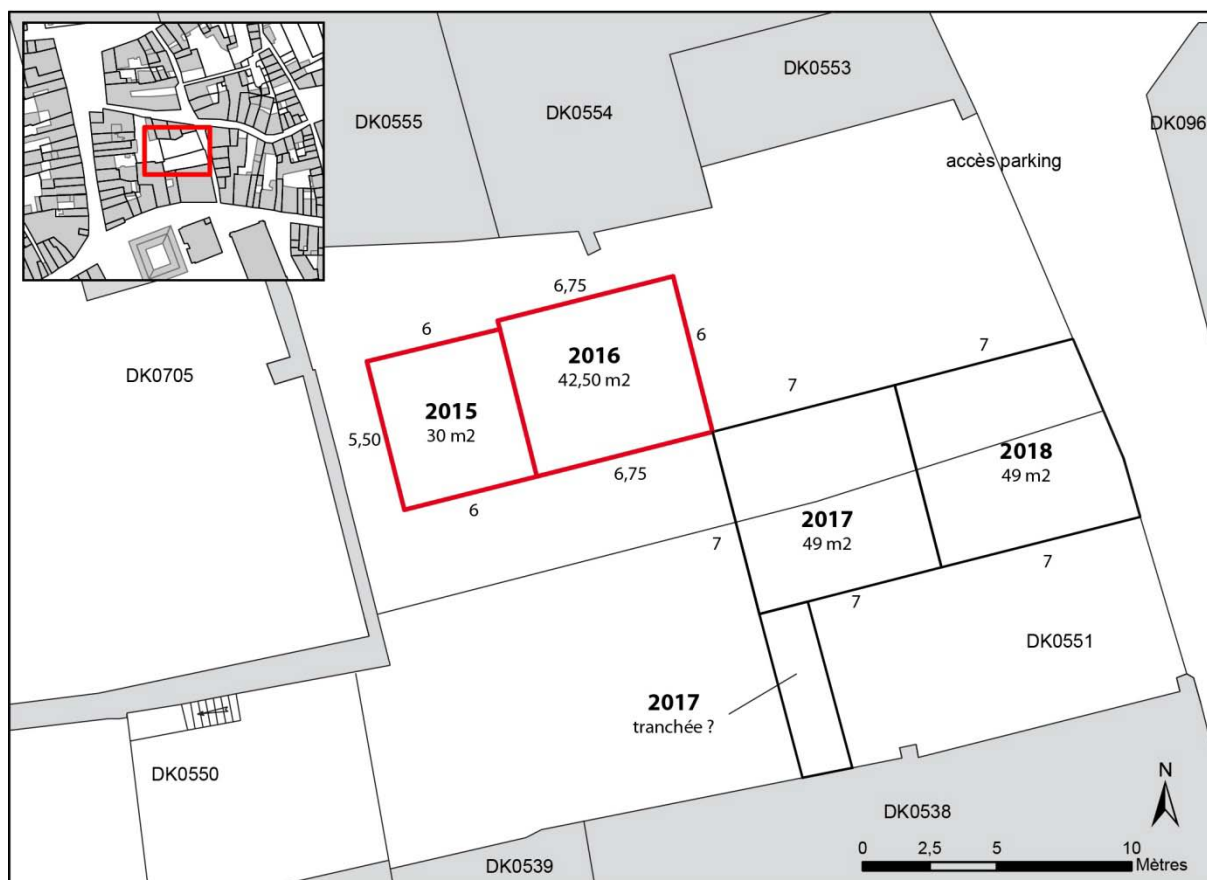 DK0555
DK0554
DK0553
DK096
accès parking
DK0705
6,75
6
2016
42,50 m2
6
7
7
2015
30 m2
5,50
6,75
6
2018
49 m2
2017
49 m2
7
7
7
DK0551
2017
tranchée ?
DK0550
N
DK0538
DK0539
0
2,5
5
10
Mètres